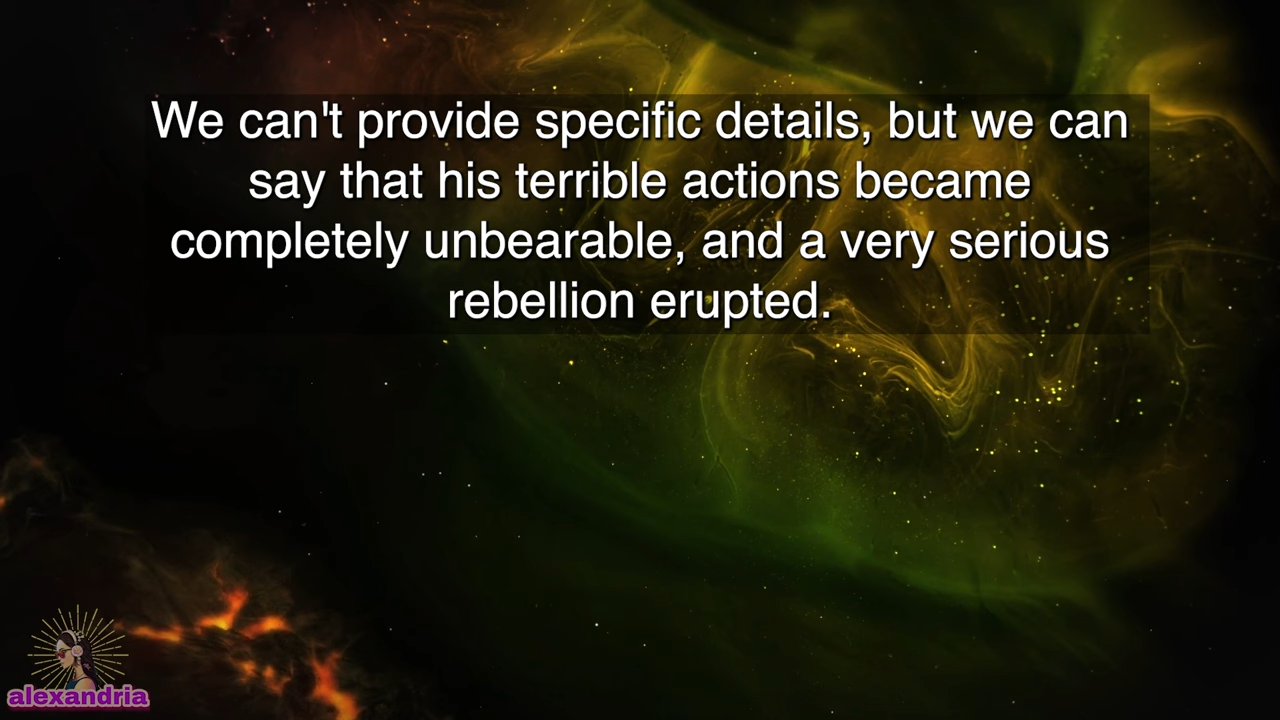 We can't provide specific details, but we can
say that his terrible actions became
completely unbearable, and a very serious
rebellion erupted.
alexandria